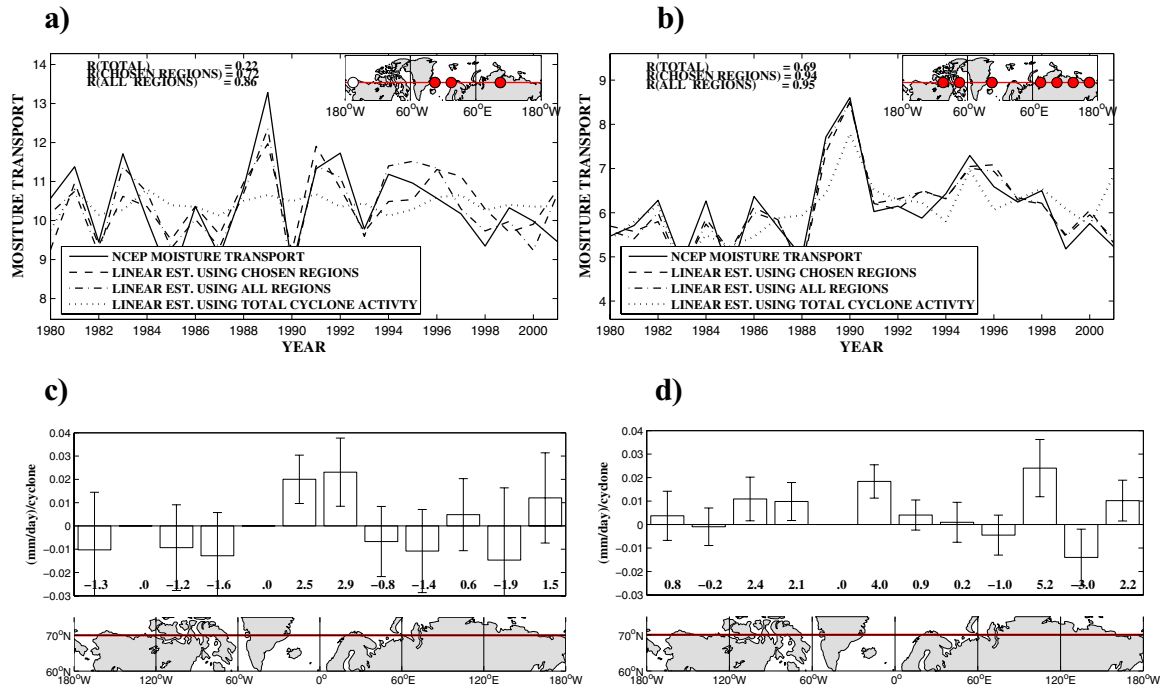 a)
R(TOTAL) = 0.22
R(CHOSEN REGIONS) = 0.72
R(ALL REGIONS) = 0.86
180°W 60°W 60°E 180°W
MOSITURE TRANSPORT
14
13
12
11
10
9
8
NCEP MOISTURE TRANSPORT
LINEAR EST. USING CHOSEN REGIONS
LINEAR EST. USING ALL REGIONS
LINEAR EST. USING TOTAL CYCLONE ACTIVTY
1980 1982 1984 1986 1988 1990 1992 1994 1996 1998 2000
YEAR
b)
R(TOTAL) = 0.69
R(CHOSEN REGIONS) = 0.94
R(ALL REGIONS) = 0.95
180°W 60°W 60°E 180°W
MOSITURE TRANSPORT
9
8
7
6
5
4
NCEP MOISTURE TRANSPORT
LINEAR EST. USING CHOSEN REGIONS
LINEAR EST. USING ALL REGIONS
LINEAR EST. USING TOTAL CYCLONE ACTIVTY
1980 1982 1984 1986 1988 1990 1992 1994 1996 1998 2000
YEAR
c)
(mm/day)/cyclone
0.04
0.03
0.02
0.01
0
−0.01
−0.02
−0.03
−1.3 .0 −1.2 −1.6 .0 2.5 2.9 −0.8 −1.4 0.6 −1.9 1.5
70°N
60°N
180°W 120°W 60°W 0° 60°E 120°E 180°W
d)
(mm/day)/cyclone
0.04
0.03
0.02
0.01
0
−0.01
−0.02
−0.03
0.8 −0.2 2.4 2.1 .0 4.0 0.9 0.2 −1.0 5.2 −3.0 2.2
70°N
60°N
180°W 120°W 60°W 0° 60°E 120°E 180°W